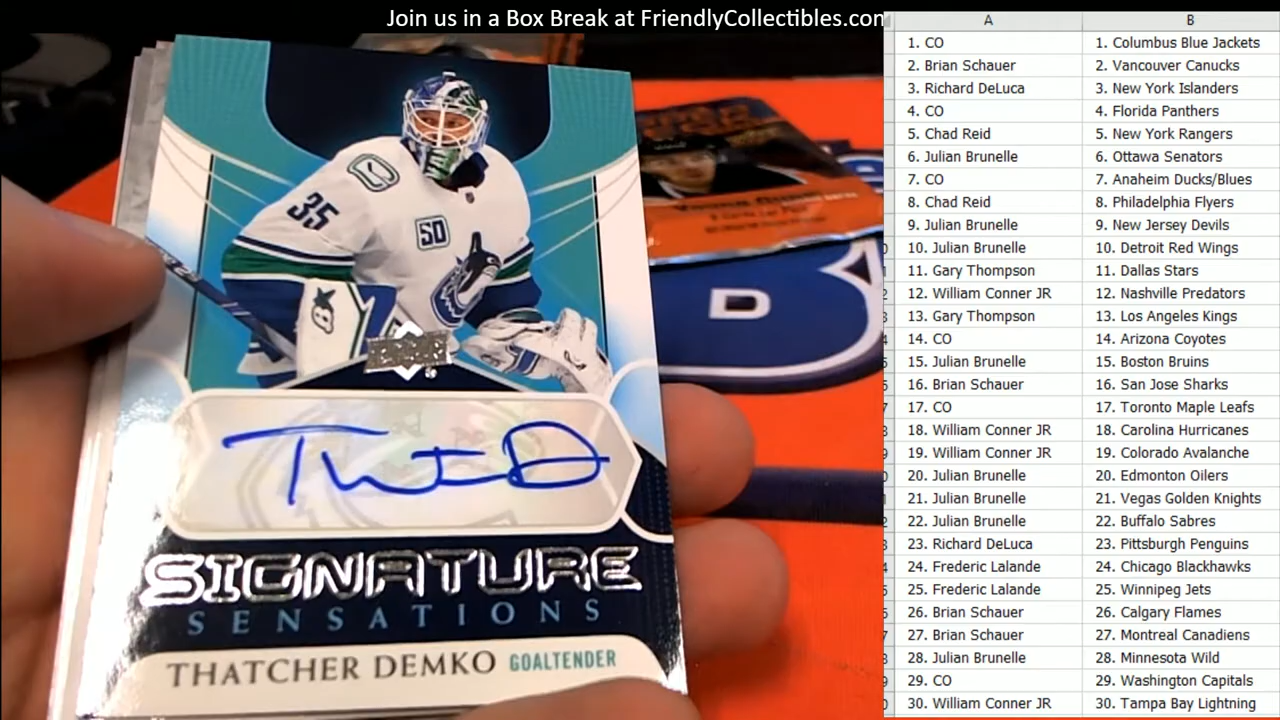 Join us in a Box Break at FriendlyCollectibles.com
35
50
UPPER DECK
D
SIGNATURE
SENSATIONS
THATCHER DEMKO GOALTENDER
A B
1. CO 1. Columbus Blue Jackets
2. Brian Schauer 2. Vancouver Canucks
3. Richard DeLuca 3. New York Islanders
4. CO 4. Florida Panthers
5. Chad Reid 5. New York Rangers
6. Julian Brunelle 6. Ottawa Senators
7. CO 7. Anaheim Ducks/Blues
8. Chad Reid 8. Philadelphia Flyers
9. Julian Brunelle 9. New Jersey Devils
10. Julian Brunelle 10. Detroit Red Wings
11. Gary Thompson 11. Dallas Stars
12. William Conner JR 12. Nashville Predators
13. Gary Thompson 13. Los Angeles Kings
14. CO 14. Arizona Coyotes
15. Julian Brunelle 15. Boston Bruins
16. Brian Schauer 16. San Jose Sharks
17. CO 17. Toronto Maple Leafs
18. William Conner JR 18. Carolina Hurricanes
19. William Conner JR 19. Colorado Avalanche
20. Julian Brunelle 20. Edmonton Oilers
21. Julian Brunelle 21. Vegas Golden Knights
22. Julian Brunelle 22. Buffalo Sabres
23. Richard DeLuca 23. Pittsburgh Penguins
24. Frederic Lalande 24. Chicago Blackhawks
25. Frederic Lalande 25. Winnipeg Jets
26. Brian Schauer 26. Calgary Flames
27. Brian Schauer 27. Montreal Canadiens
28. Julian Brunelle 28. Minnesota Wild
29. CO 29. Washington Capitals
30. William Conner JR 30. Tampa Bay Lightning